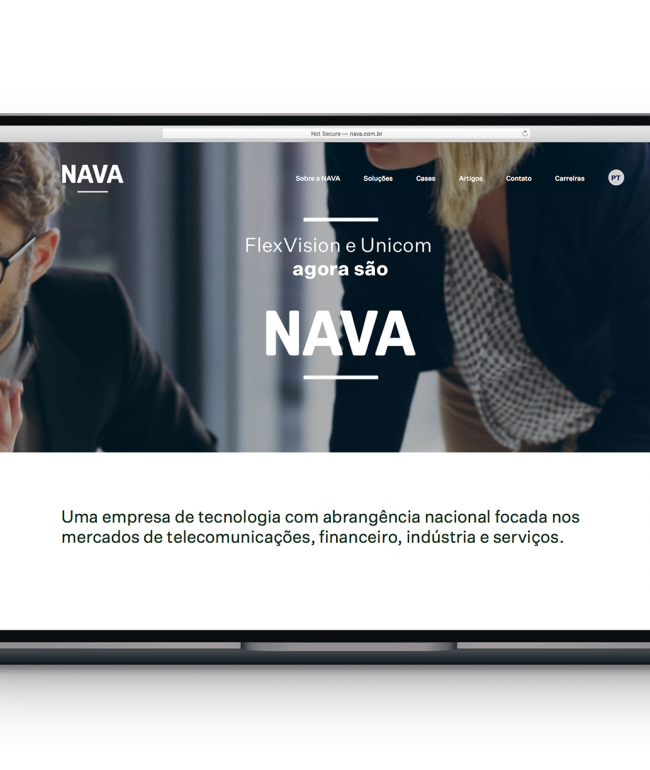 Not Secure — nava.com.br
NAVA
Sobre a NAVA Soluções Cases Artigos Contato Carreiras PT
FlexVision e Unicom
agora são
NAVA
Uma empresa de tecnologia com abrangência nacional focada nos
mercados de telecomunicações, financeiro, indústria e serviços.